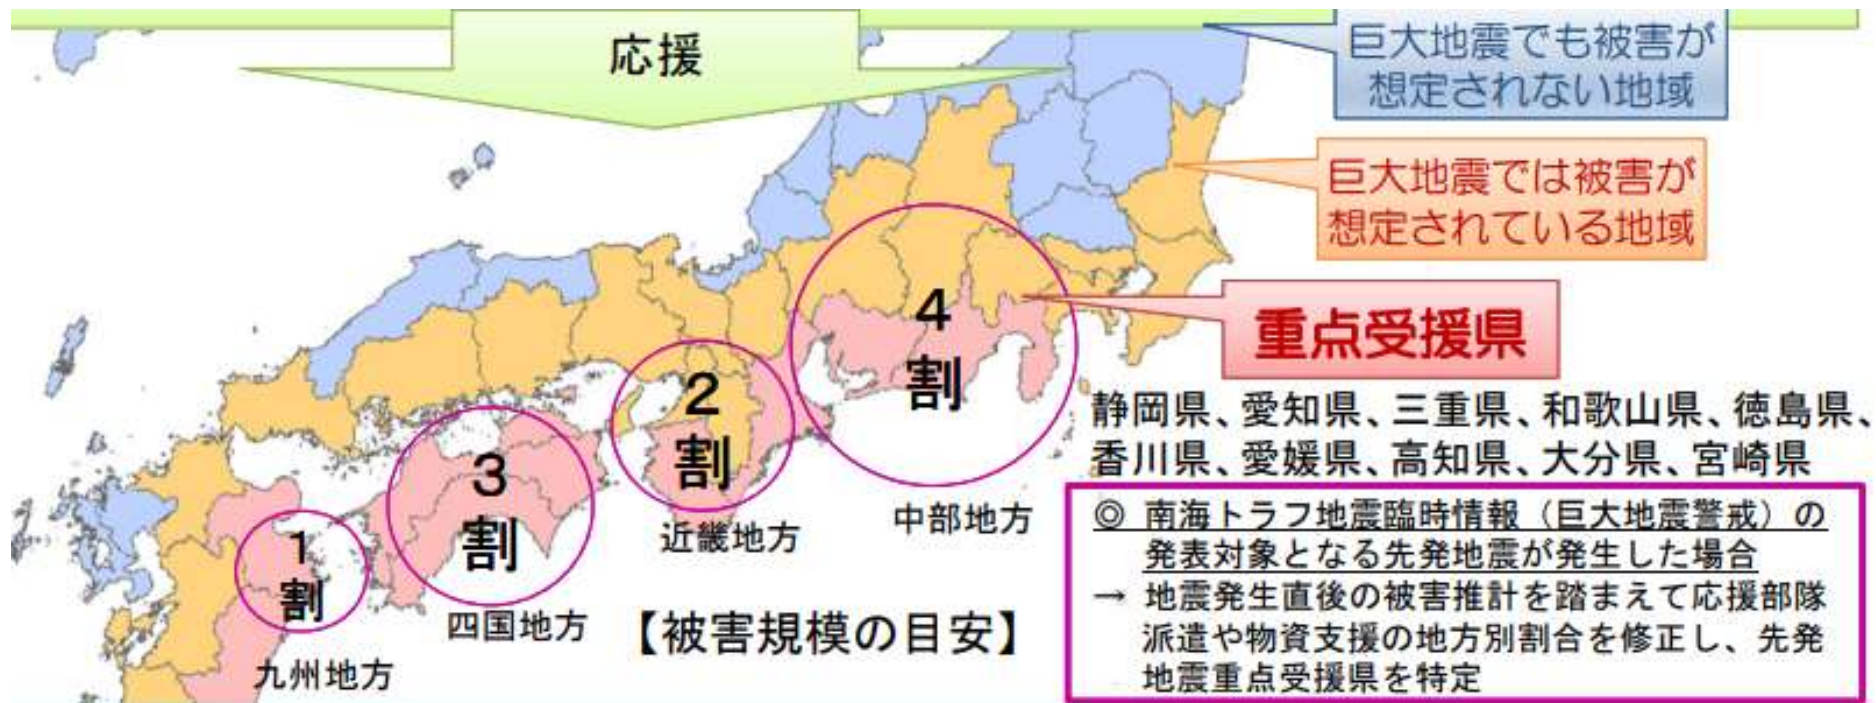 応援
巨大地震でも被害が
想定されない地域
巨大地震では被害が
想定されている地域
重点受援県
静岡県、愛知県、三重県、和歌山県、徳島県、
香川県、愛媛県、高知県、大分県、宮崎県
4
割
中部地方
2
割
近畿地方
3
割
四国地方
1
割
九州地方
【被害規模の目安】
◎ 南海トラフ地震臨時情報（巨大地震警戒）の
発表対象となる先発地震が発生した場合
→ 地震発生直後の被害推計を踏まえて応援部隊
派遣や物資支援の地方別割合を修正し、先発
地震重点受援県を特定